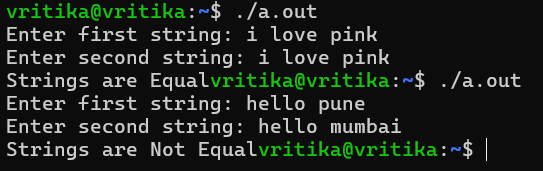 vritika@vritika:~$ ./a.out
Enter first string: i love pink
Enter second string: i love pink
Strings are Equalvritika@vritika:~$ ./a.out
Enter first string: hello pune
Enter second string: hello mumbai
Strings are Not Equalvritika@vritika:~$